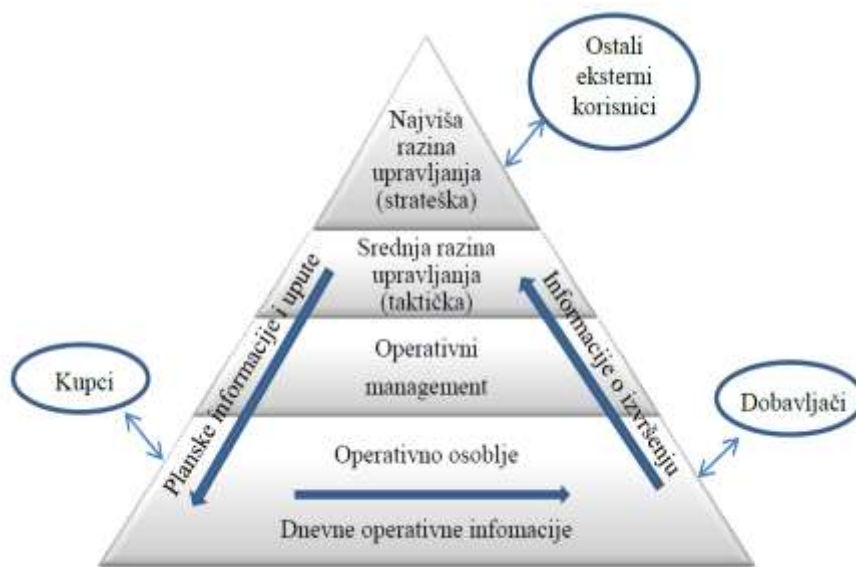 Ostali
eksterni
korisnici
Najviša
razina
upravljanja
(strateška)
Srednja razina
upravljanja
(taktička)
Planske informacije i upute
Informacije o izvršenju
Operativni
management
Kupci
Dobavljači
Operativno osoblje
Dnevne operativne infomacije